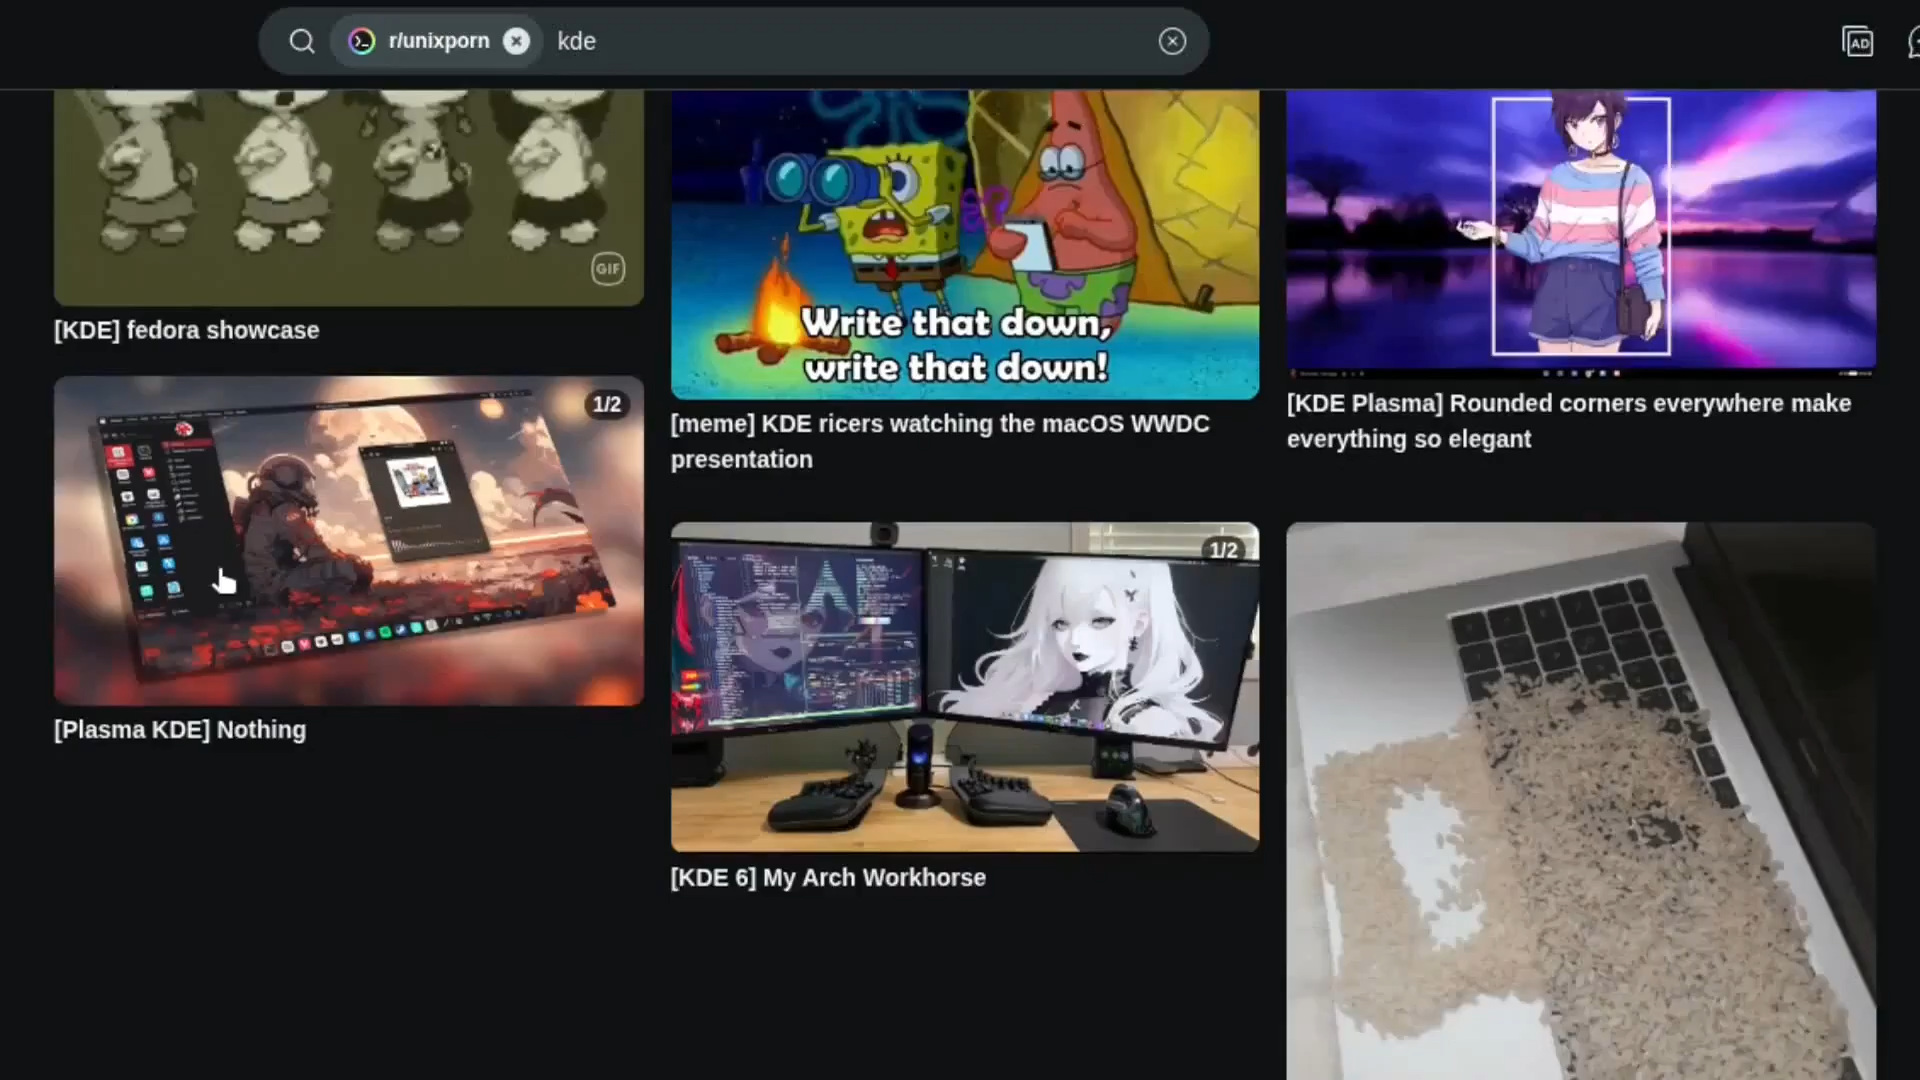 r/unixporn
kde
AD
GIF
[KDE] fedora showcase
Write that down,
write that down!
[meme] KDE ricers watching the macOS WWDC
presentation
[KDE Plasma] Rounded corners everywhere make
everything so elegant
1/2
[Plasma KDE] Nothing
1/2
[KDE 6] My Arch Workhorse